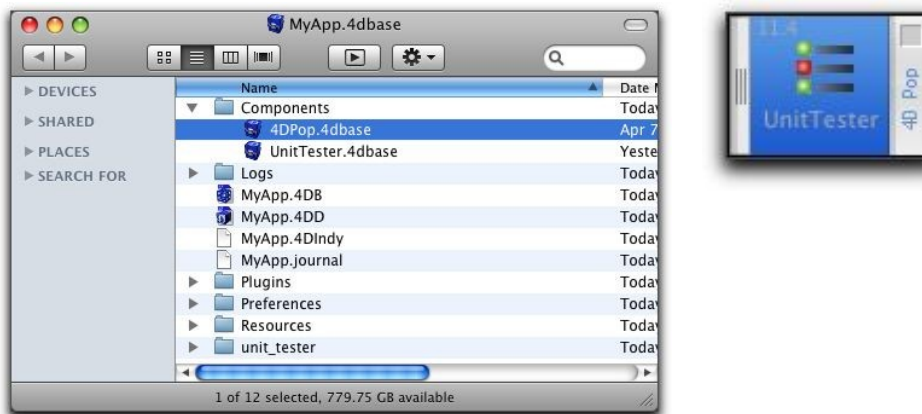 MyApp.4dbase
DEVICES
SHARED
PLACES
SEARCH FOR
Name Date
Components Today
4DPop.4dbase Apr 7
UnitTester.4dbase Yeste
Logs Today
MyApp.4DB Today
MyApp.4DD Today
MyApp.4DIndy Today
MyApp.journal Today
Plugins Today
Preferences Today
Resources Today
unit_tester Today
1 of 12 selected, 779.75 GB available
11.4
UnitTester
4D Pop